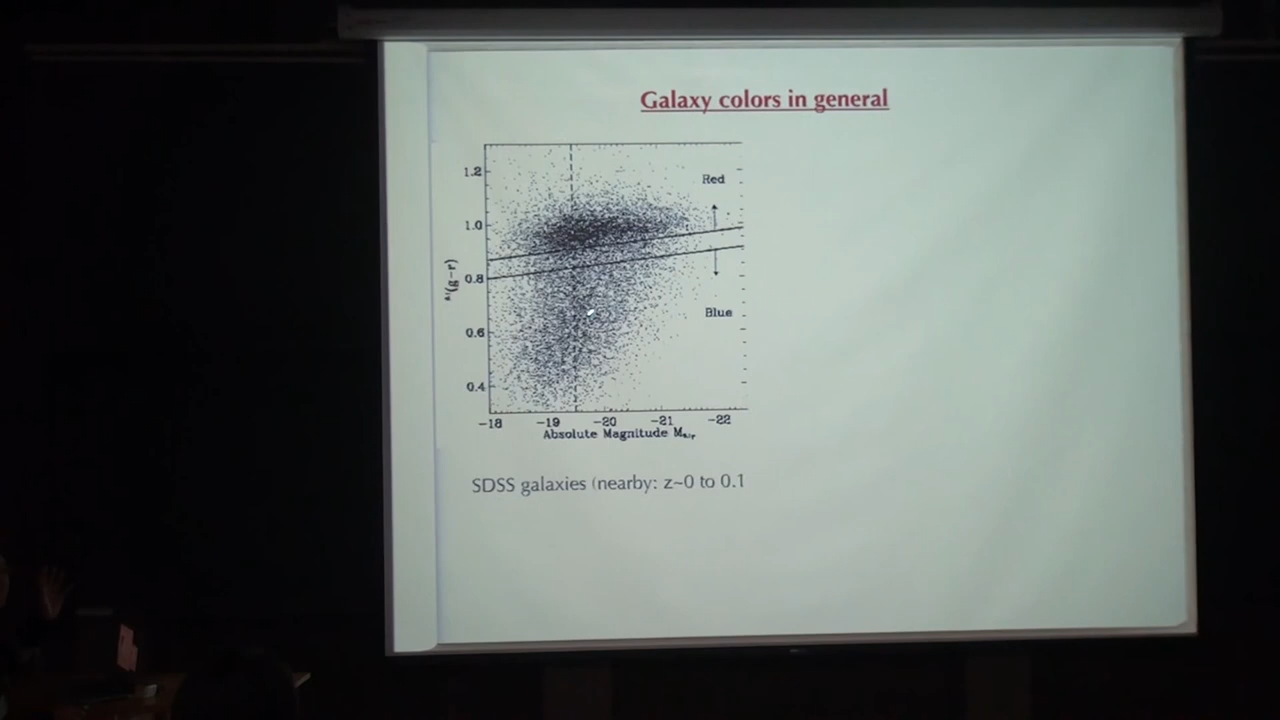 Galaxy colors in general
1.2
1.0
0.8
0.6
0.4
(g-r)
Red
Blue
-18 -19 -20 -21 -22
Absolute Magnitude
SDSS galaxies (nearby: z~0 to 0.1